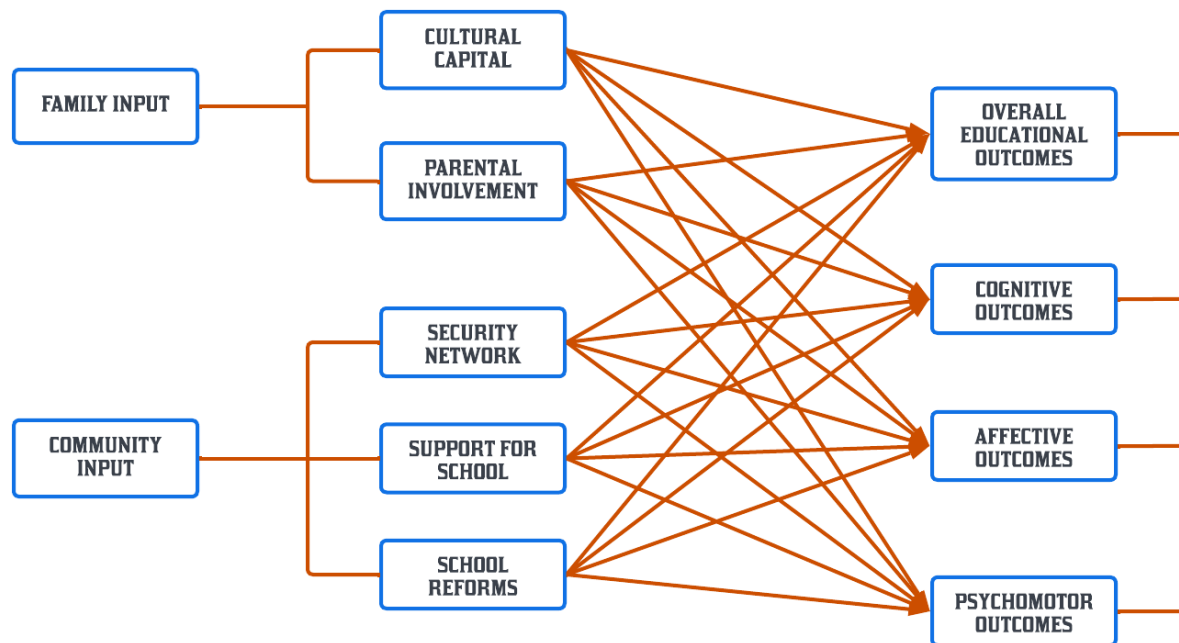 FAMILY INPUT
CULTURAL
CAPITAL
PARENTAL
INVOLVEMENT
COMMUNITY
INPUT
SECURITY
NETWORK
SUPPORT FOR
SCHOOL
SCHOOL
REFORMS
OVERALL
EDUCATIONAL
OUTCOMES
COGNITIVE
OUTCOMES
AFFECTIVE
OUTCOMES
PSYCHOMOTOR
OUTCOMES